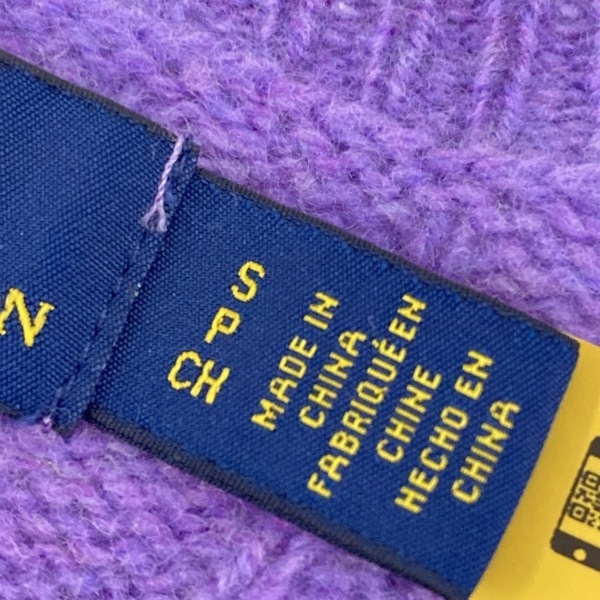 N
S
P
CH
MADE IN
CHINA
FABRIQUÉ EN
CHINE
HECHO EN
CHINA